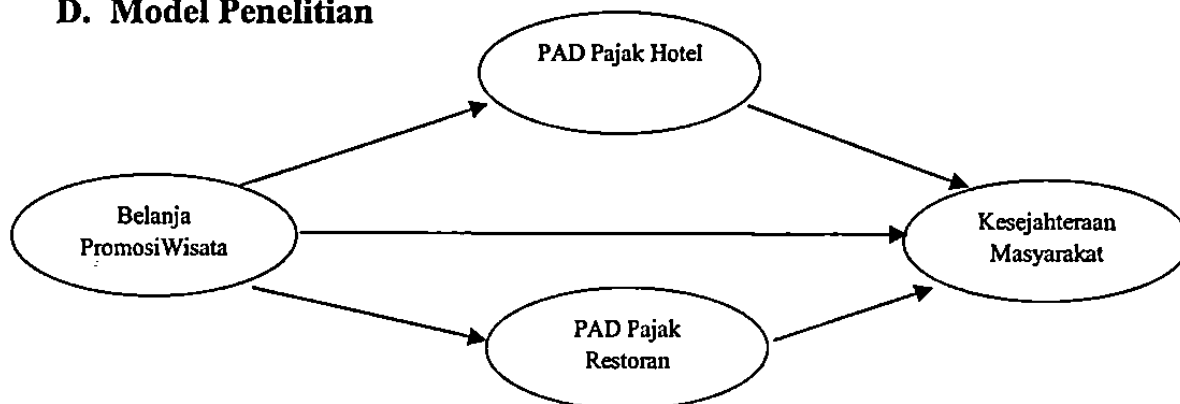 D. Model Penelitian
PAD Pajak Hotel
Belanja
PromosiWisata
Kesejahteraan
Masyarakat
PAD Pajak
Restoran